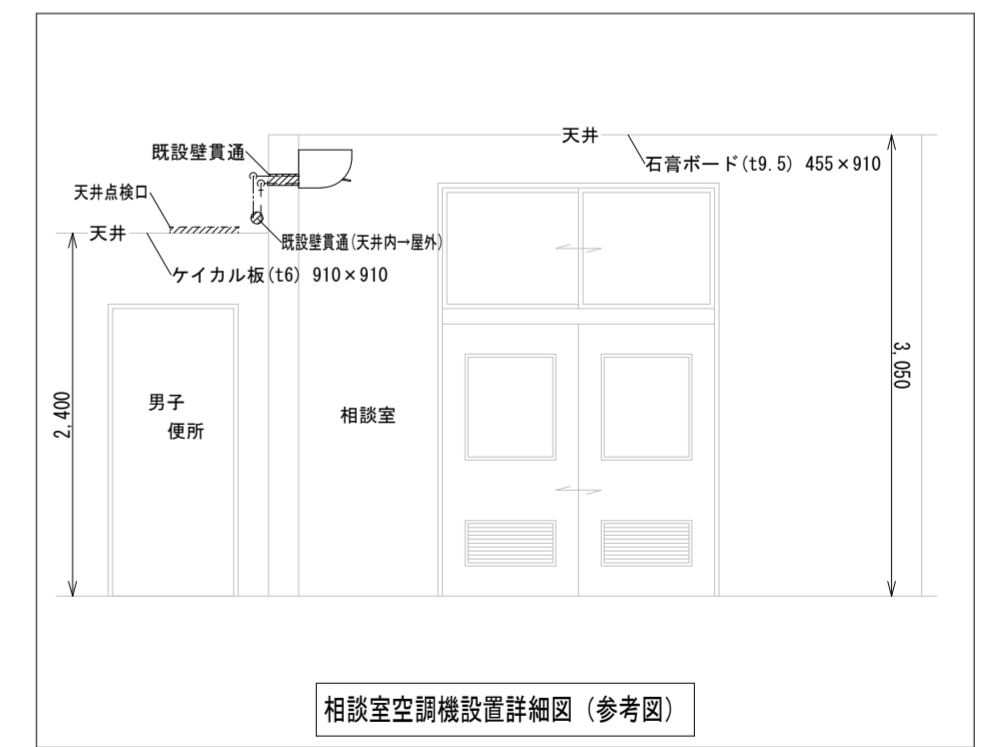 天井
石膏ボード(t9.5) 455×910
既設壁貫通
天井点検口
天井
既設壁貫通(天井内→屋外)
ケイカル板(t6) 910×910
3,050
2,400
男子
便所
相談室
相談室空調機設置詳細図（参考図）